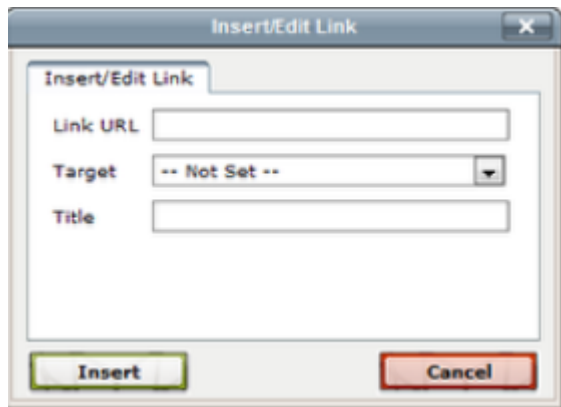 Insert/Edit Link
Insert/Edit Link
Link URL
Target -- Not Set --
Title
Insert Cancel